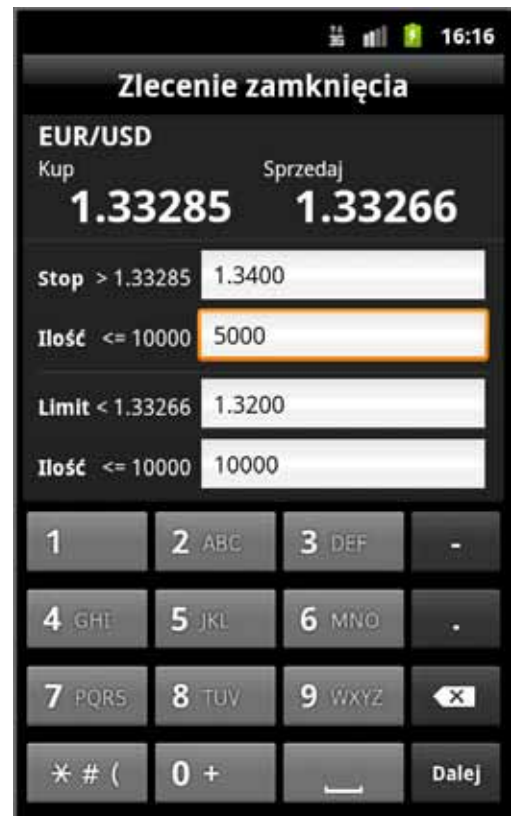 16:16
Zlecenie zamknięcia
EUR/USD
Kup Sprzedaj
1.33285 1.33266
Stop > 1.33285 1.3400
Ilość <= 10000 5000
Limit < 1.33266 1.3200
Ilość <= 10000 10000
1 2 ABC 3 DEF -
4 GHI 5 JKL 6 MNO .
7 PQRS 8 TUV 9 WXYZ
* # ( 0 + Dalej